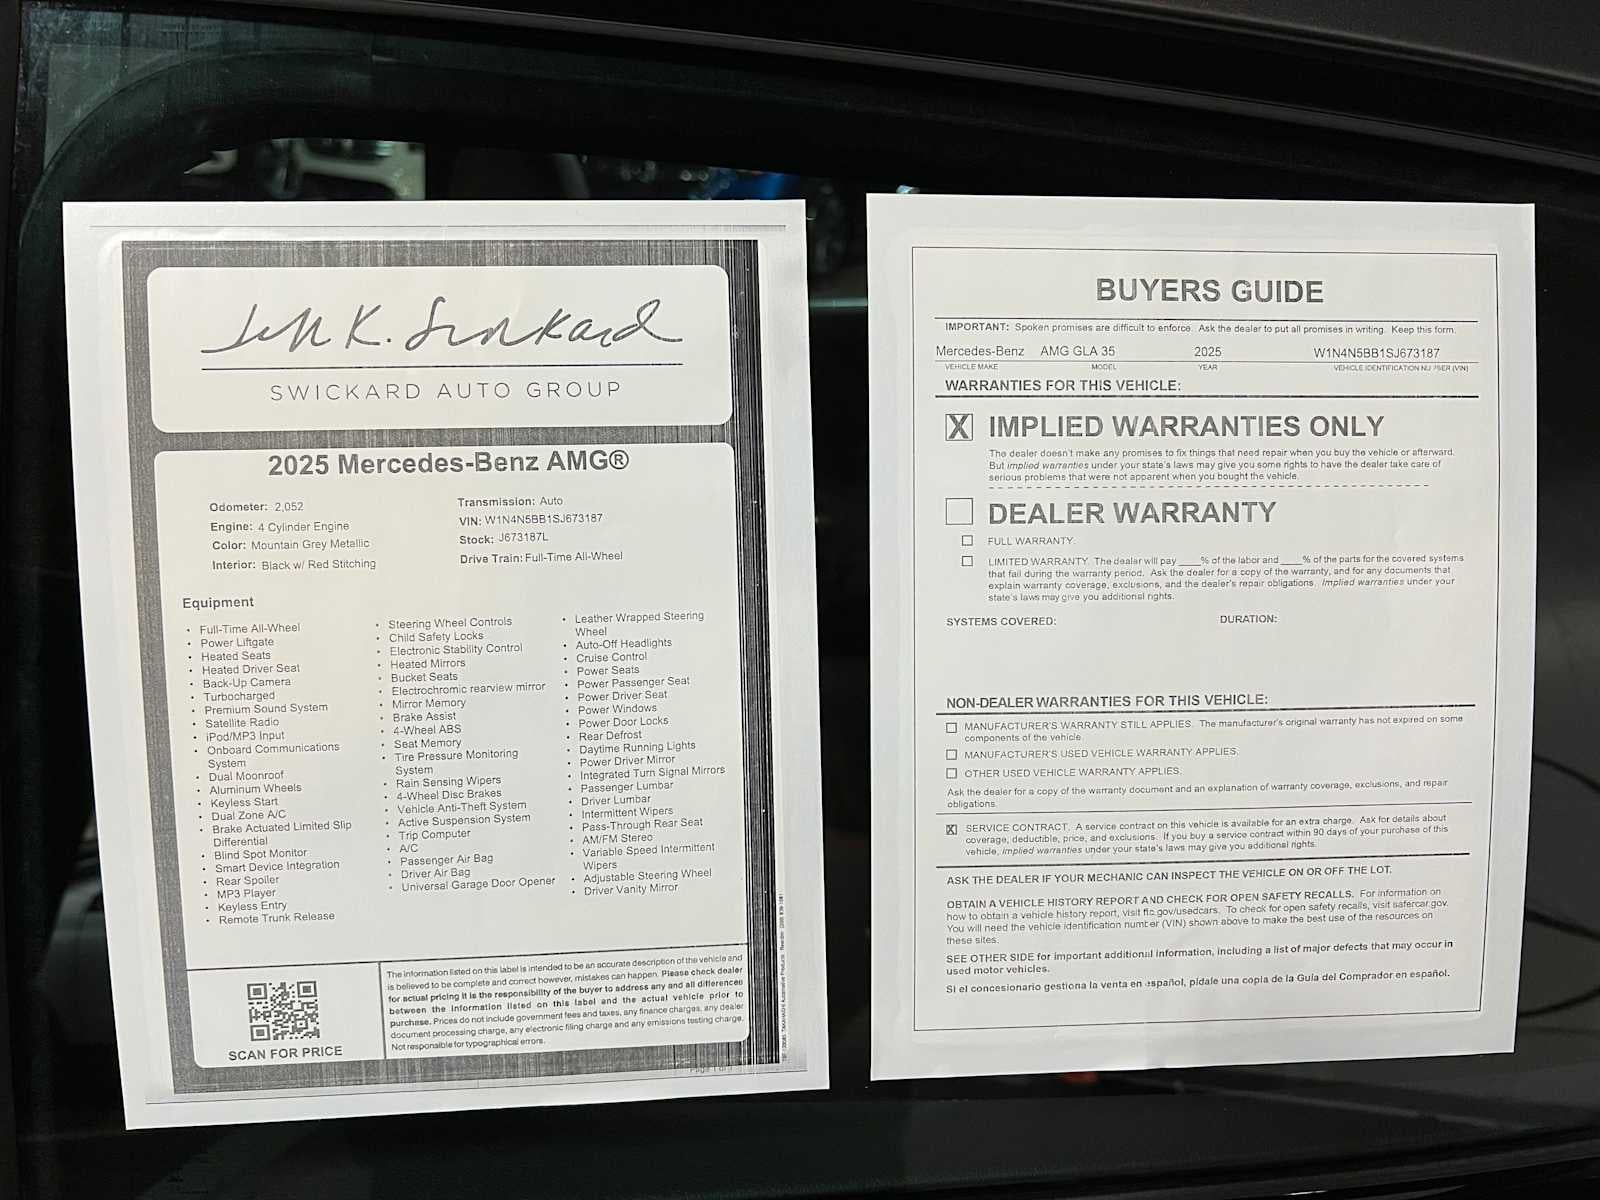 Jeff K. Swickard
SWICKARD AUTO GROUP
2025 Mercedes-Benz AMG®
Odometer: 2,052
Engine: 4 Cylinder Engine
Color: Mountain Grey Metallic
Interior: Black w/ Red Stitching
Transmission: Auto
VIN: W1N4N5BB1SJ673187
Stock: J673187L
Drive Train: Full-Time All-Wheel
Equipment
• Full-Time All-Wheel
• Power Liftgate
• Heated Seats
• Heated Driver Seat
• Back-Up Camera
• Turbocharged
• Premium Sound System
• Satellite Radio
• iPod/MP3 Input
• Onboard Communications
System
• Dual Moonroof
• Aluminum Wheels
• Keyless Start
• Dual Zone A/C
• Brake Actuated Limited Slip
Differential
• Blind Spot Monitor
• Smart Device Integration
• Rear Spoiler
• MP3 Player
• Keyless Entry
• Remote Trunk Release
• Steering Wheel Controls
• Child Safety Locks
• Electronic Stability Control
• Heated Mirrors
• Bucket Seats
• Electrochromic rearview mirror
• Mirror Memory
• Brake Assist
• 4-Wheel ABS
• Seat Memory
• Tire Pressure Monitoring
System
• Rain Sensing Wipers
• 4-Wheel Disc Brakes
• Vehicle Anti-Theft System
• Active Suspension System
• Trip Computer
• A/C
• Passenger Air Bag
• Driver Air Bag
• Universal Garage Door Opener
• Leather Wrapped Steering
Wheel
• Auto-Off Headlights
• Cruise Control
• Power Seats
• Power Passenger Seat
• Power Driver Seat
• Power Windows
• Power Door Locks
• Rear Defrost
• Daytime Running Lights
• Power Driver Mirror
• Integrated Turn Signal Mirrors
• Passenger Lumbar
• Driver Lumbar
• Intermittent Wipers
• Pass-Through Rear Seat
• AM/FM Stereo
• Variable Speed Intermittent
Wipers
• Adjustable Steering Wheel
• Driver Vanity Mirror
SCAN FOR PRICE
The information listed on this label is intended to be an accurate description of the vehicle and
is believed to be complete and correct however, mistakes can happen. Please check dealer
for actual pricing it is the responsibility of the buyer to address any and all differences
between the information listed on this label and the actual vehicle prior to
purchase. Prices do not include government fees and taxes, any finance charges, any dealer
document processing charge, any electronic filing charge and any emissions testing charge.
Not responsible for typographical errors.
Page 1 of
BUYERS GUIDE
IMPORTANT: Spoken promises are difficult to enforce. Ask the dealer to put all promises in writing. Keep this form.
Mercedes-Benz AMG GLA 35 2025 W1N4N5BB1SJ673187
VEHICLE MAKE MODEL YEAR VEHICLE IDENTIFICATION NUMBER (VIN)
WARRANTIES FOR THIS VEHICLE:
X IMPLIED WARRANTIES ONLY
The dealer doesn't make any promises to fix things that need repair when you buy the vehicle or afterward.
But implied warranties under your state's laws may give you some rights to have the dealer take care of
serious problems that were not apparent when you bought the vehicle.
DEALER WARRANTY
FULL WARRANTY.
LIMITED WARRANTY. The dealer will pay ____% of the labor and ____% of the parts for the covered systems
that fail during the warranty period. Ask the dealer for a copy of the warranty, and for any documents that
explain warranty coverage, exclusions, and the dealer's repair obligations. Implied warranties under your
state's laws may give you additional rights.
SYSTEMS COVERED: DURATION:
NON-DEALER WARRANTIES FOR THIS VEHICLE:
MANUFACTURER'S WARRANTY STILL APPLIES. The manufacturer's original warranty has not expired on some
components of the vehicle.
MANUFACTURER'S USED VEHICLE WARRANTY APPLIES.
OTHER USED VEHICLE WARRANTY APPLIES.
Ask the dealer for a copy of the warranty document and an explanation of warranty coverage, exclusions, and repair
obligations.
X SERVICE CONTRACT. A service contract on this vehicle is available for an extra charge. Ask for details about
coverage, deductible, price, and exclusions. If you buy a service contract within 90 days of your purchase of this
vehicle, implied warranties under your state's laws may give you additional rights.
ASK THE DEALER IF YOUR MECHANIC CAN INSPECT THE VEHICLE ON OR OFF THE LOT.
OBTAIN A VEHICLE HISTORY REPORT AND CHECK FOR OPEN SAFETY RECALLS. For information on
how to obtain a vehicle history report, visit ftc.gov/usedcars. To check for open safety recalls, visit safercar.gov.
You will need the vehicle identification number (VIN) shown above to make the best use of the resources on
these sites.
SEE OTHER SIDE for important additional information, including a list of major defects that may occur in
used motor vehicles.
Si el concesionario gestiona la venta en español, pídale una copia de la Guía del Comprador en español.